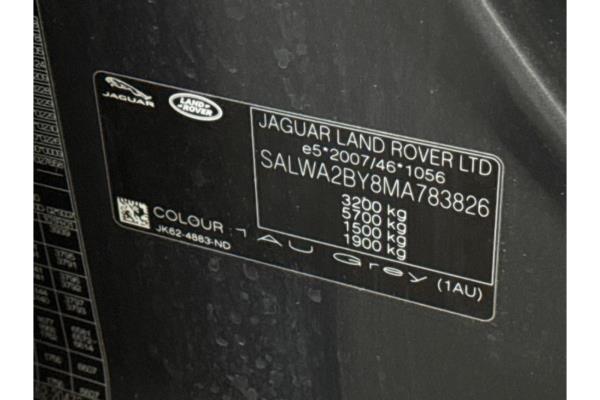 JAGUAR
LAND ROVER
JAGUAR LAND ROVER LTD
e5*2007/46*1056
SALWA2BY8MA783826
3200 kg
5700 kg
1500 kg
1900 kg
COLOUR
JK62-4883-ND
1AU Grey (1AU)